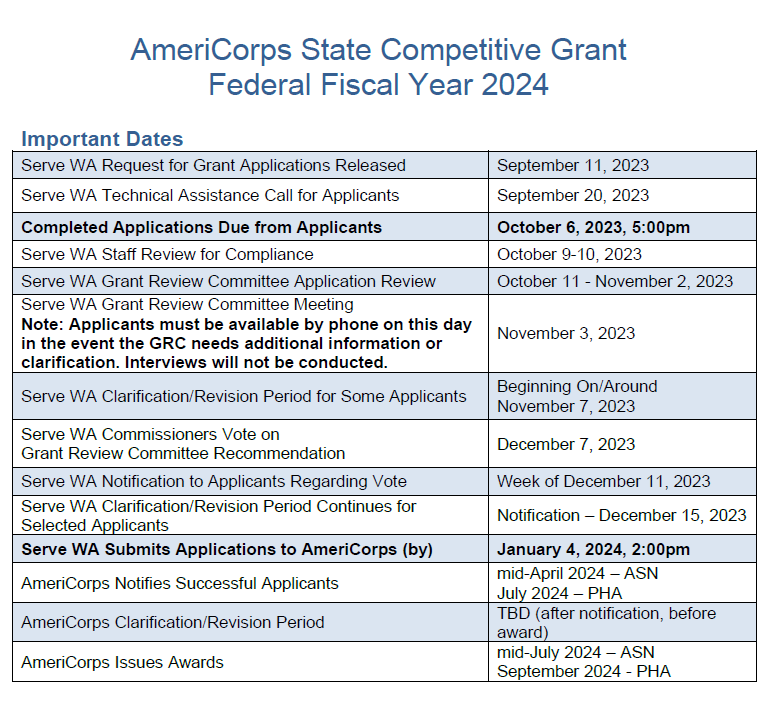 AmeriCorps State Competitive Grant
Federal Fiscal Year 2024
Important Dates
Serve WA Request for Grant Applications Released September 11, 2023
Serve WA Technical Assistance Call for Applicants September 20, 2023
Completed Applications Due from Applicants October 6, 2023, 5:00pm
Serve WA Staff Review for Compliance October 9-10, 2023
Serve WA Grant Review Committee Application Review October 11 - November 2, 2023
Serve WA Grant Review Committee Meeting
Note: Applicants must be available by phone on this day
in the event the GRC needs additional information or
clarification. Interviews will not be conducted.
November 3, 2023
Serve WA Clarification/Revision Period for Some Applicants
Beginning On/Around
November 7, 2023
Serve WA Commissioners Vote on
Grant Review Committee Recommendation
December 7, 2023
Serve WA Notification to Applicants Regarding Vote Week of December 11, 2023
Serve WA Clarification/Revision Period Continues for
Selected Applicants
Notification – December 15, 2023
Serve WA Submits Applications to AmeriCorps (by) January 4, 2024, 2:00pm
AmeriCorps Notifies Successful Applicants
mid-April 2024 – ASN
July 2024 – PHA
AmeriCorps Clarification/Revision Period
TBD (after notification, before
award)
AmeriCorps Issues Awards
mid-July 2024 – ASN
September 2024 - PHA